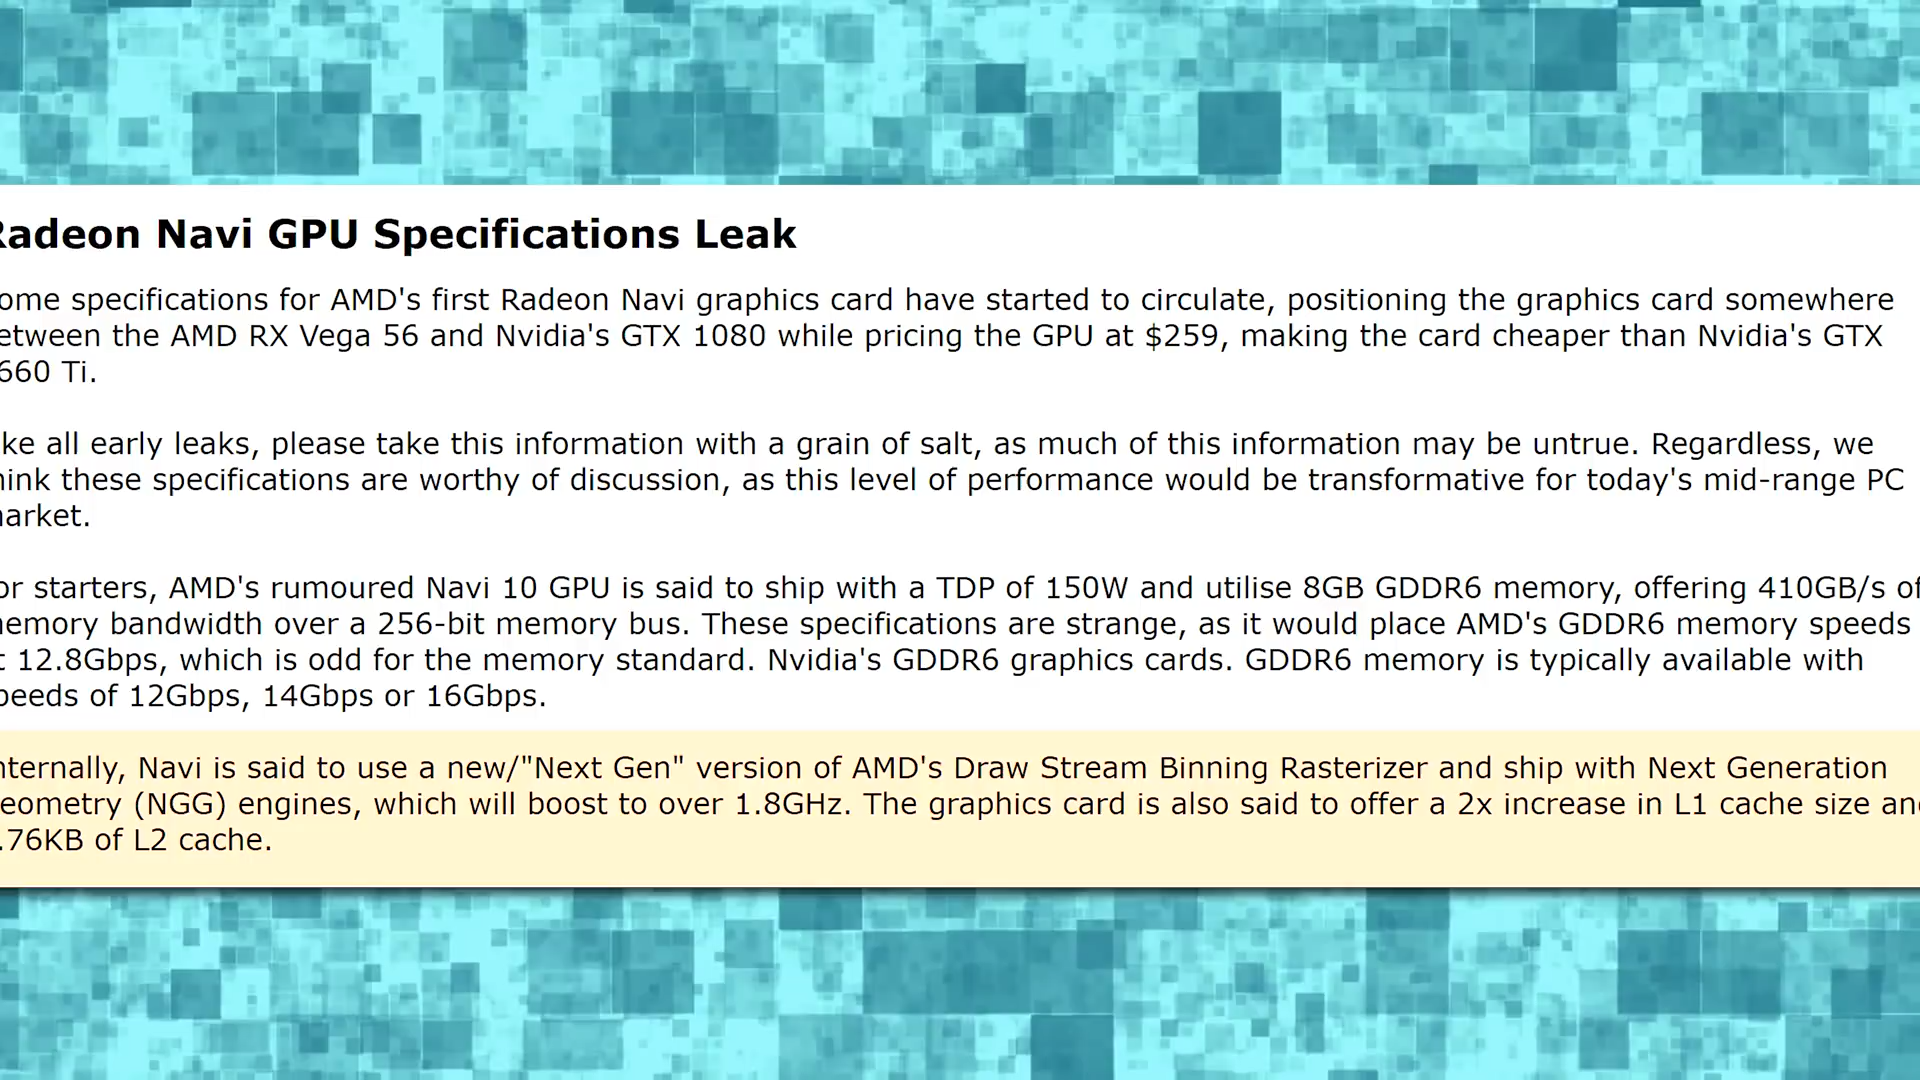 Radeon Navi GPU Specifications Leak
ome specifications for AMD's first Radeon Navi graphics card have started to circulate, positioning the graphics card somewhere
etween the AMD RX Vega 56 and Nvidia's GTX 1080 while pricing the GPU at $259, making the card cheaper than Nvidia's GTX
660 Ti.
ke all early leaks, please take this information with a grain of salt, as much of this information may be untrue. Regardless, we
hink these specifications are worthy of discussion, as this level of performance would be transformative for today's mid-range PC
arket.
or starters, AMD's rumoured Navi 10 GPU is said to ship with a TDP of 150W and utilise 8GB GDDR6 memory, offering 410GB/s of
emory bandwidth over a 256-bit memory bus. These specifications are strange, as it would place AMD's GDDR6 memory speeds
t 12.8Gbps, which is odd for the memory standard. Nvidia's GDDR6 graphics cards. GDDR6 memory is typically available with
peeds of 12Gbps, 14Gbps or 16Gbps.
nternally, Navi is said to use a new/"Next Gen" version of AMD's Draw Stream Binning Rasterizer and ship with Next Generation
eometry (NGG) engines, which will boost to over 1.8GHz. The graphics card is also said to offer a 2x increase in L1 cache size an
.76KB of L2 cache.